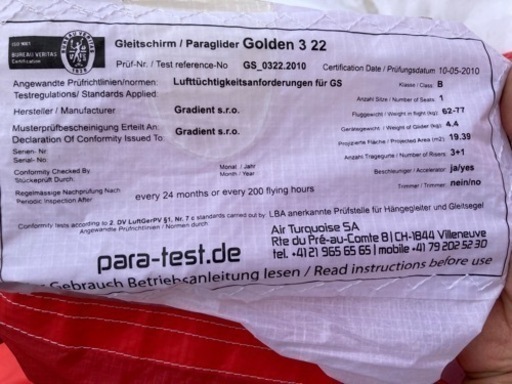 ISO 9001
BUREAU VERITAS
Certification
BUREAU VERITAS
1828
Gleitschirm / Paraglider Golden 3 22
Prüf-Nr. / Test reference-No GS_0322.2010 Certification Date / Prüfungsdatum 10-05-2010
Angewandte Prüfrichtlinien/normen: Lufttüchtigkeitsanforderungen für GS Klasse / Class: B
Testregulations/ Standards Applied: Anzahl Sitze / Number of Seats: 1
Hersteller / Manufacturer Gradient s.r.o. Fluggewicht / Weight in flight (kg): 62-77
Musterprüfbescheinigung Erteilt An: Gerätegewicht / Weight of Glider (kg): 4.4
Declaration Of Conformity Issued To: Gradient s.r.o. Projizierte Fläche / Projected Area (m2): 19.39
Serien- Nr. Anzahl Tragegurte / Number of Risers: 3+1
Serial- No.
Conformity Checked By Monat / Jahr Beschleuniger / Accelerator: ja/yes
Stückgeprüft Durch: Month / Year
Regelmässige Nachprüfung Nach every 24 months or every 200 flying hours Trimmer / Trimmer: nein/no
Periodic Inspection After
Conformity tests according to 2. DV LuftGerPV §1, Nr. 7 c standards carried out by LBA anerkannte Prüfstelle für Hängegleiter und Gleitsegel
Angewandte Prüfrichtlinien / Normen durch
para-test.de
Air Turquoise SA
Rte du Pré-au-Comte 8 | CH-1844 Villeneuve
tel. +41 21 965 65 65 | mobile +41 79 202 52 30
Gebrauch Betriebsanleitung lesen / Read instructions before use